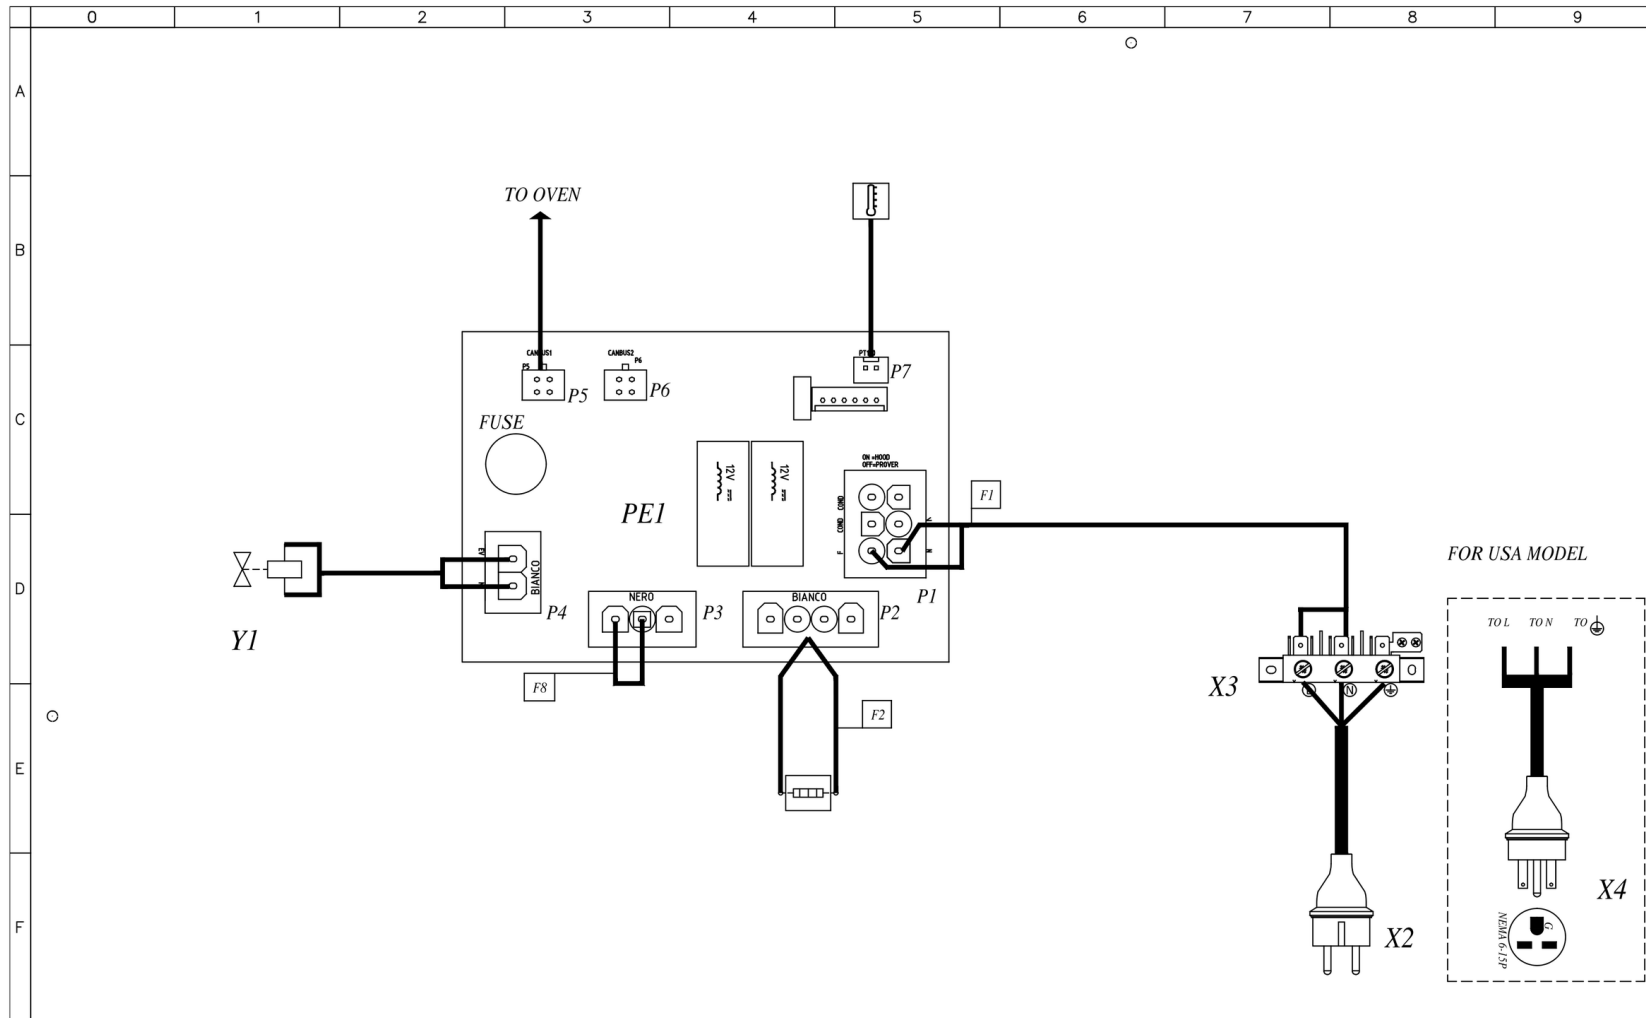 0 1 2 3 4 5 6 7 8 9
A
B
C
D
E
F
TO OVEN
CANBUS1
P5
P5
CANBUS2
P6
P6
P7
FUSE
12V
12V
ON =HOOD
OFF=PROVER
COND
COND
F
V
N
P1
F1
PE1
EV
N
BIANCO
P4
Y1
NERO
P3
BIANCO
P2
F8
F2
X3
L
N
X2
FOR USA MODEL
TO L TO N TO
X4
G
NEMA 6-15P